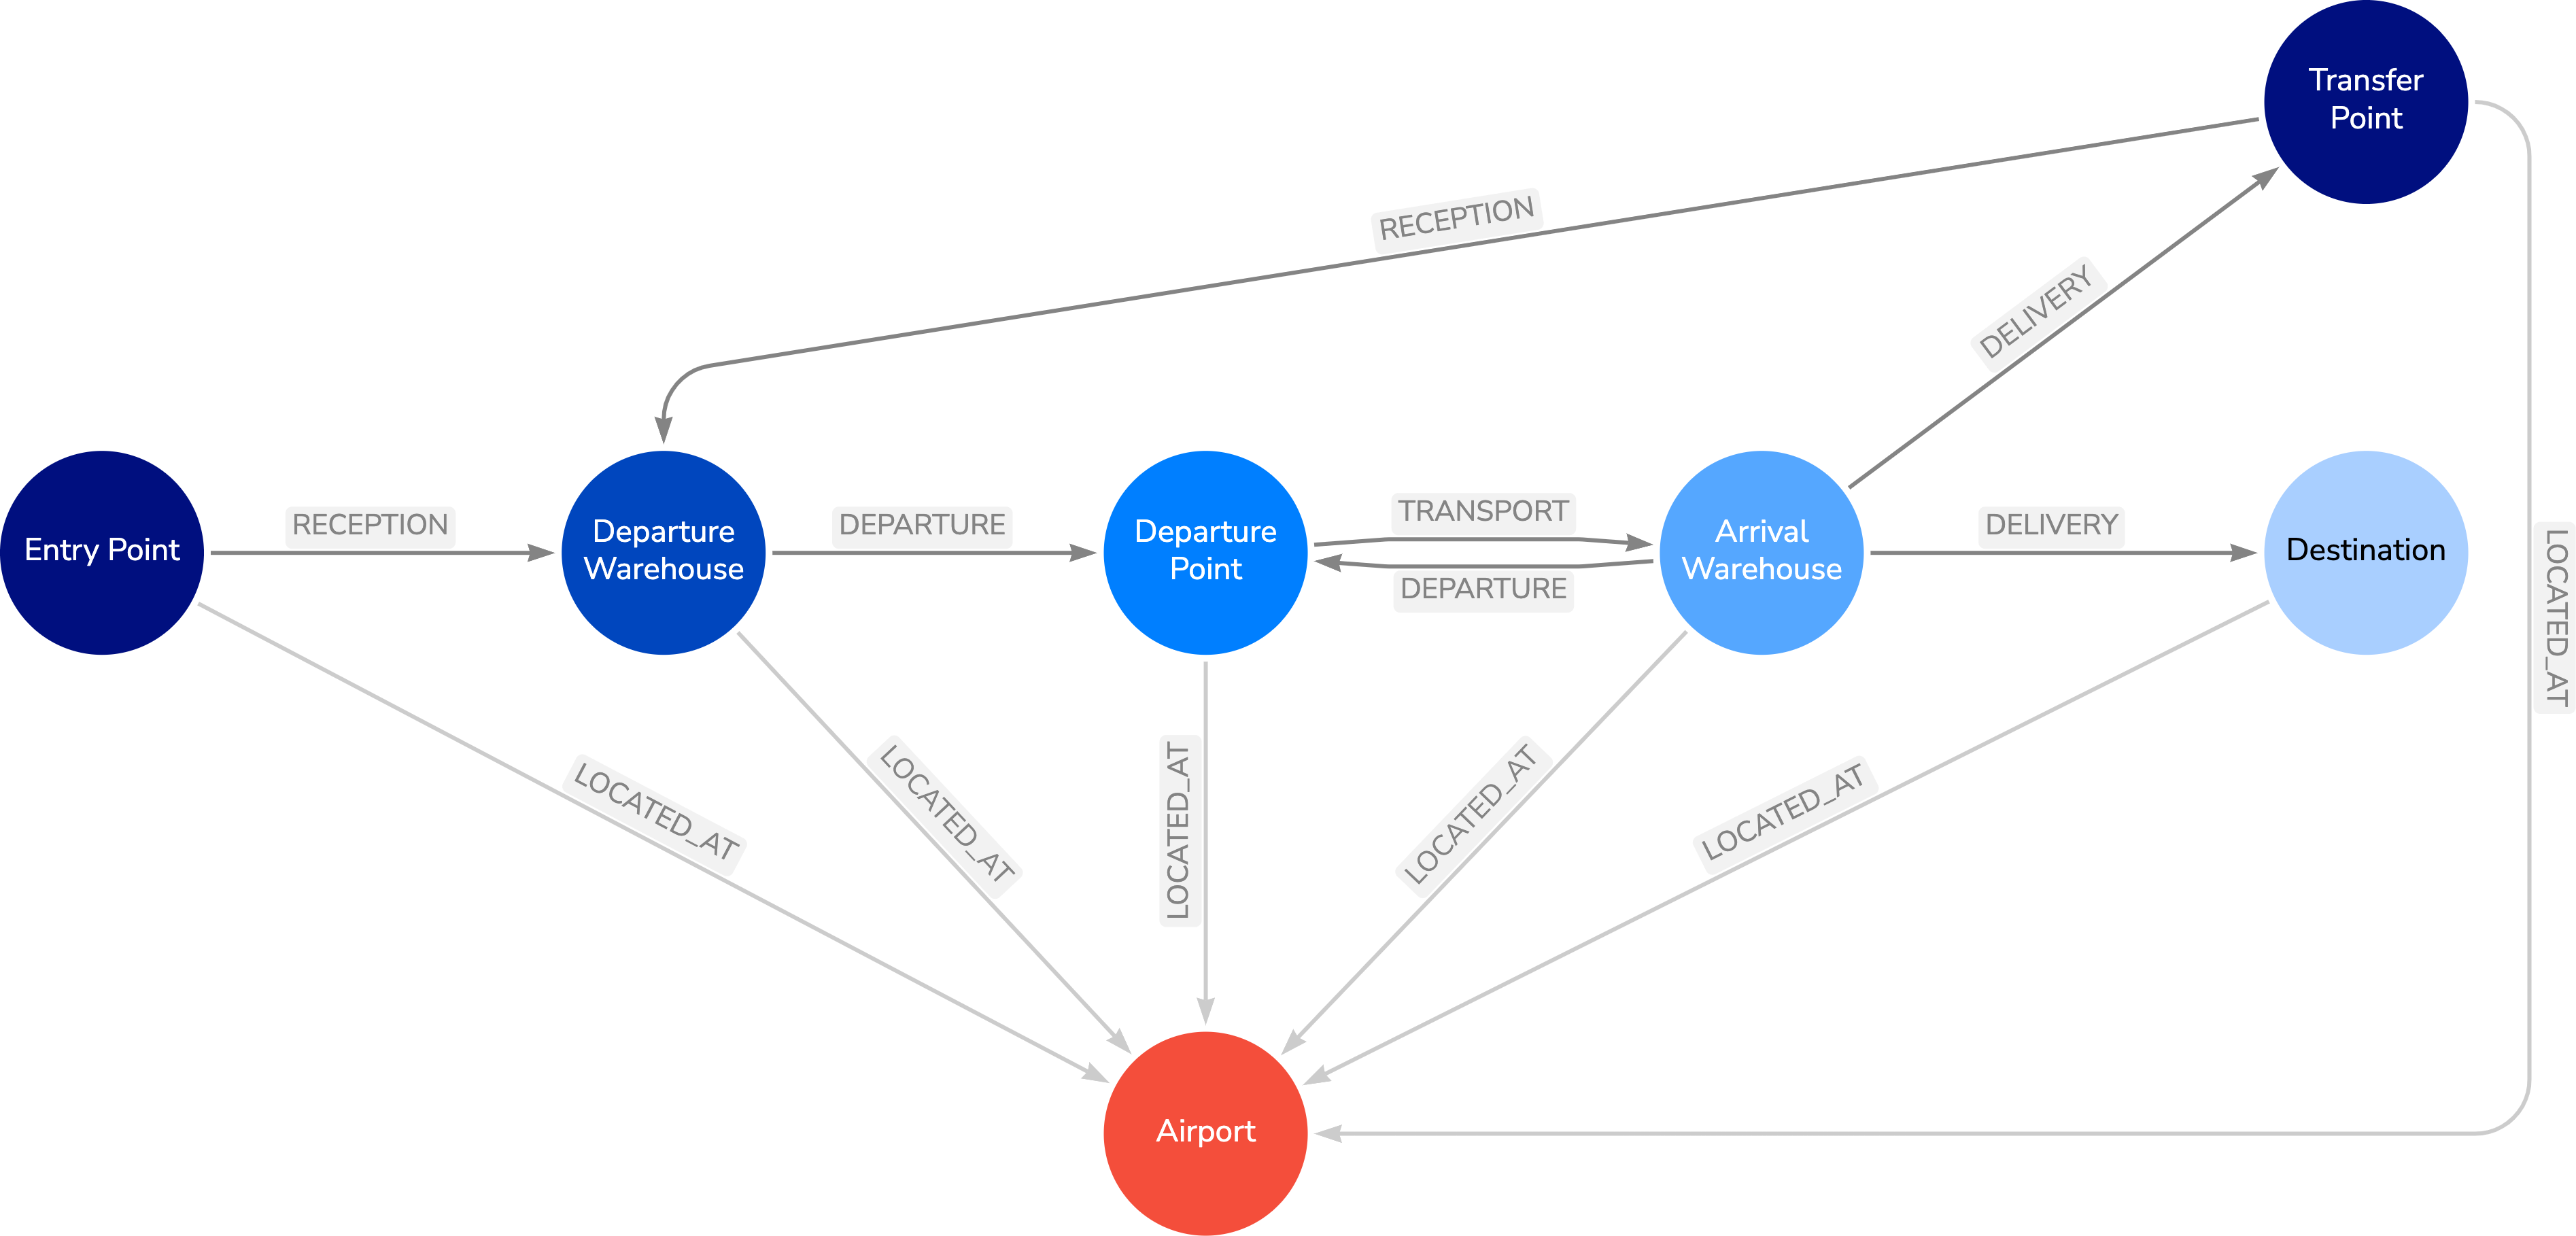 Transfer
Point
RECEPTION
DELIVERY
Entry Point
RECEPTION
Departure
Warehouse
DEPARTURE
Departure
Point
TRANSPORT
DEPARTURE
Arrival
Warehouse
DELIVERY
Destination
LOCATED_AT
LOCATED_AT
LOCATED_AT
LOCATED_AT
LOCATED_AT
LOCATED_AT
Airport